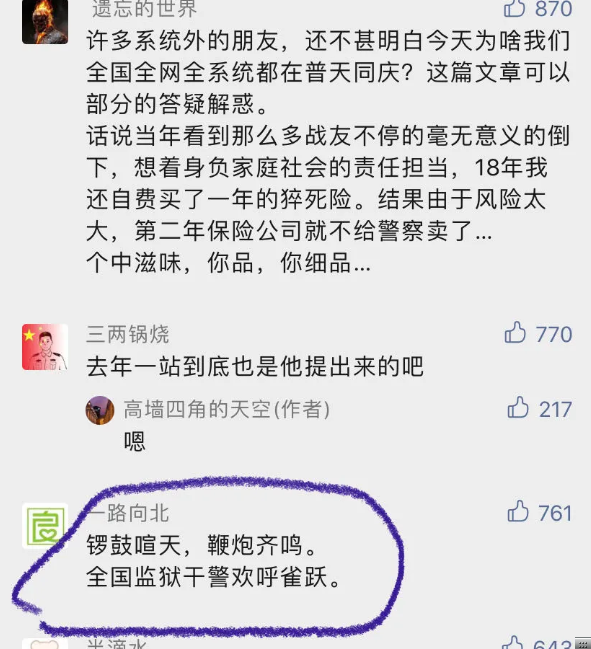 遗忘的世界 870
许多系统外的朋友，还不甚明白今天为啥我们
全国全网全系统都在普天同庆？这篇文章可以
部分的答疑解惑。
话说当年看到那么多战友不停的毫无意义的倒
下，想着身负家庭社会的责任担当，18年我
还自费买了一年的猝死险。结果由于风险太
大，第二年保险公司就不给警察卖了...
个中滋味，你品，你细品...
三两锅烧 770
去年一站到底也是他提出来的吧
高墙四角的天空(作者) 217
嗯
一路向北 761
锣鼓喧天，鞭炮齐鸣。
全国监狱干警欢呼雀跃。
半滴水 643